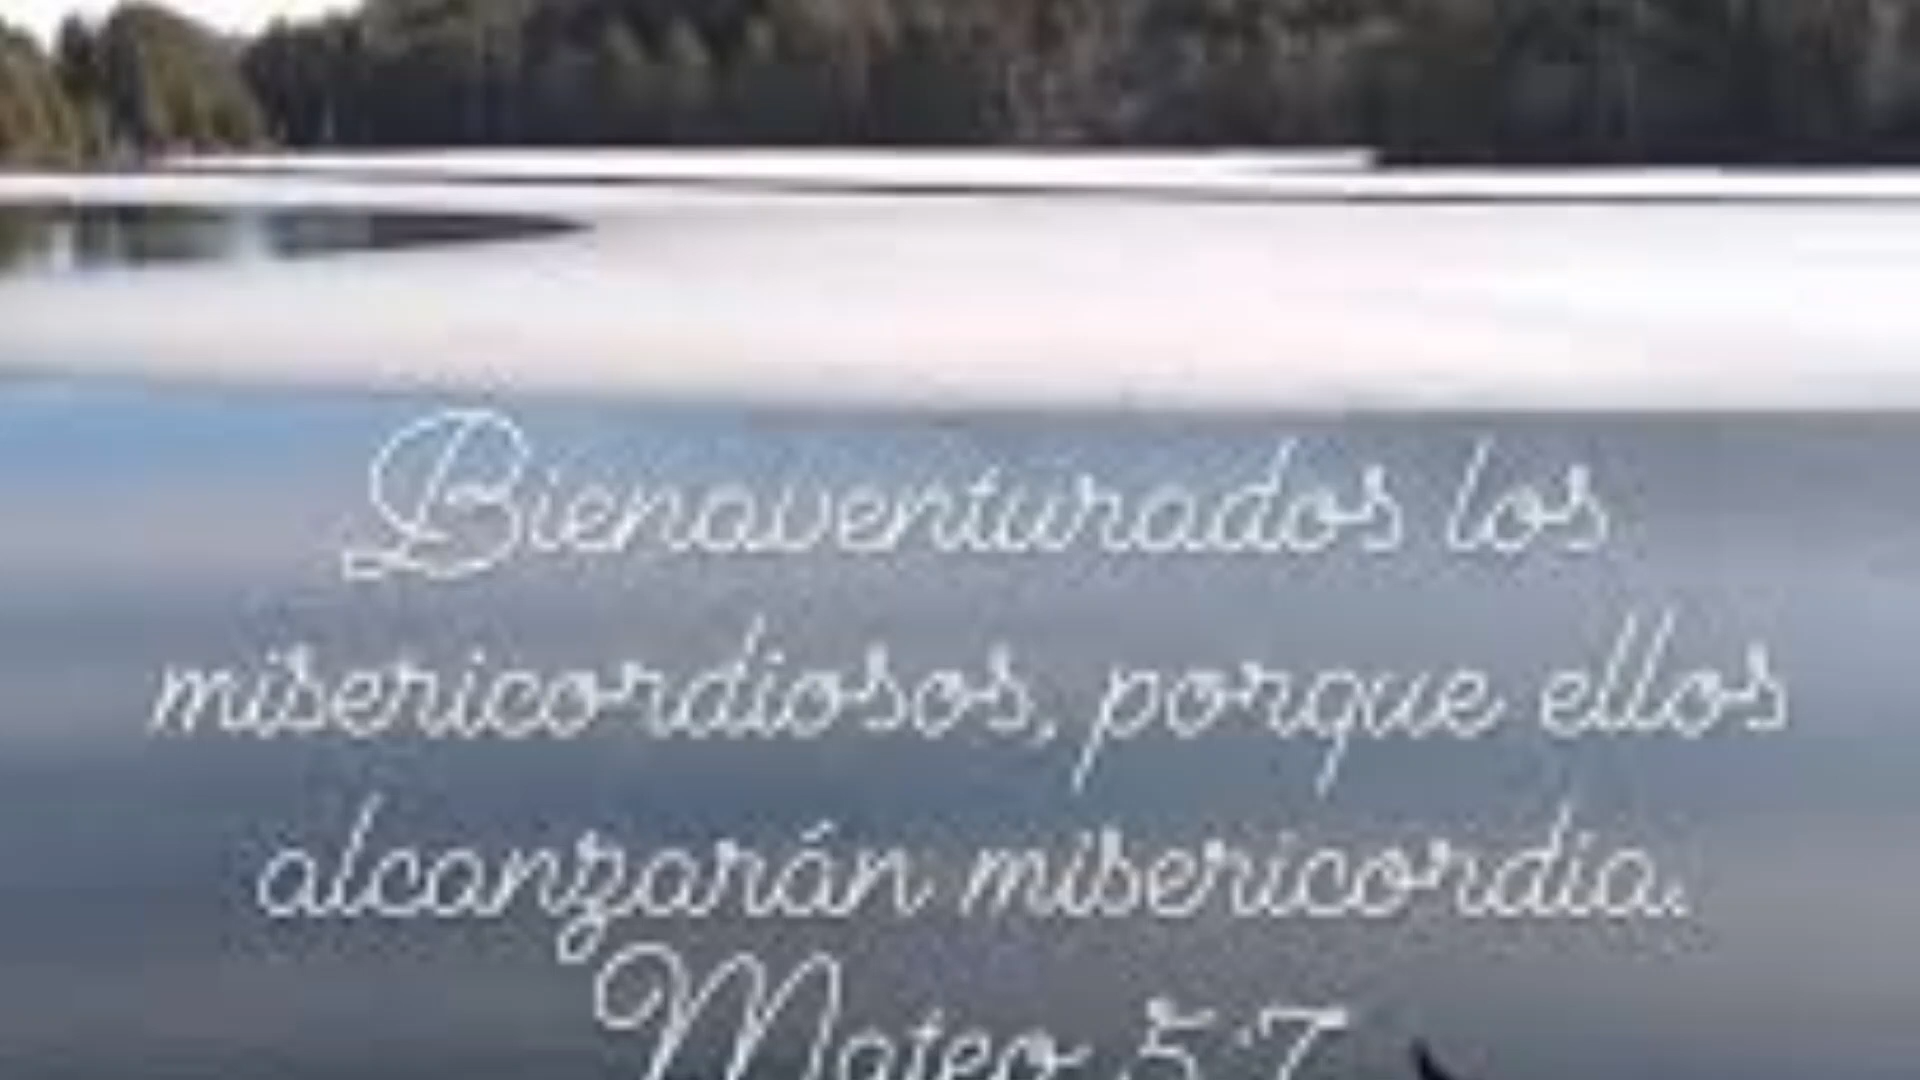 Bienaventurados los
misericordiosos, porque ellos
alcanzarán misericordia.
Mateo 5:7